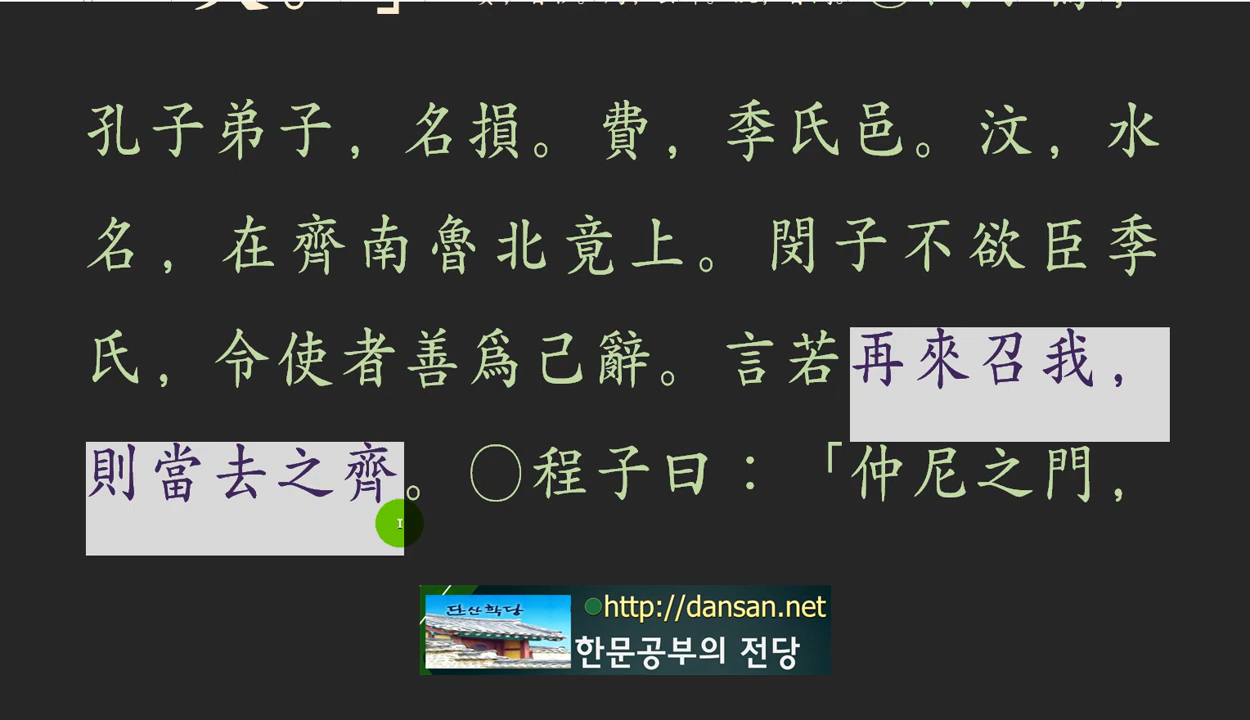 孔子弟子，名損。費，季氏邑。汶，水
名，在齊南魯北竟上。閔子不欲臣季
氏，令使者善爲己辭。言若再來召我，
則當去之齊。◯程子曰：「仲尼之門，
단산학당
http://dansan.net
한문공부의 전당